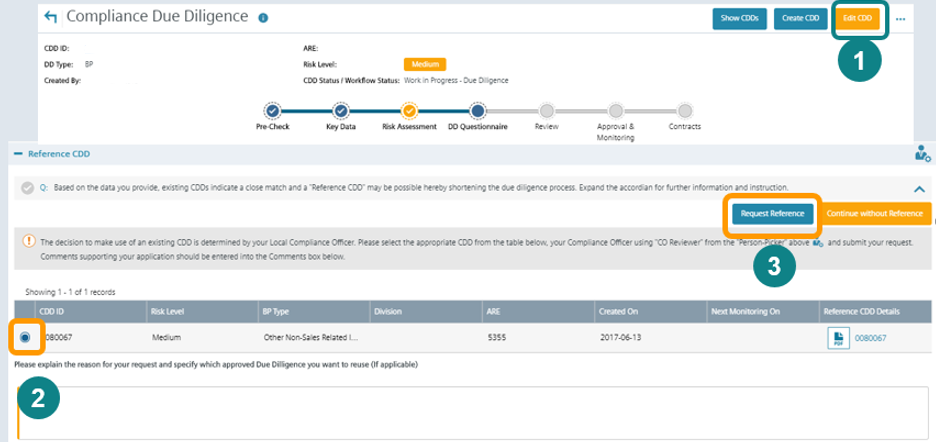 Compliance Due Diligence
Show CDDs
Create CDD
Edit CDD
1
CDD ID:
ARE:
DD Type: BP
Risk Level: Medium
Created By:
CDD Status / Workflow Status: Work in Progress - Due Diligence
Pre-Check
Key Data
Risk Assessment
DD Questionnaire
Review
Approval &
Monitoring
Contracts
Reference CDD
Q: Based on the data you provide, existing CDDs indicate a close match and a "Reference CDD" may be possible hereby shortening the due diligence process. Expand the accordian for further information and instruction.
Request Reference
Continue without Reference
The decision to make use of an existing CDD is determined by your Local Compliance Officer. Please select the appropriate CDD from the table below, your Compliance Officer using "CO Reviewer" from the "Person-Picker" above and submit your request.
Comments supporting your application should be entered into the Comments box below.
3
Showing 1 - 1 of 1 records
CDD ID Risk Level BP Type Division ARE Created On Next Monitoring On Reference CDD Details
0080067 Medium Other Non-Sales Related I... 5355 2017-06-13 PDF 0080067
Please explain the reason for your request and specify which approved Due Dilligence you want to reuse (If applicable)
2